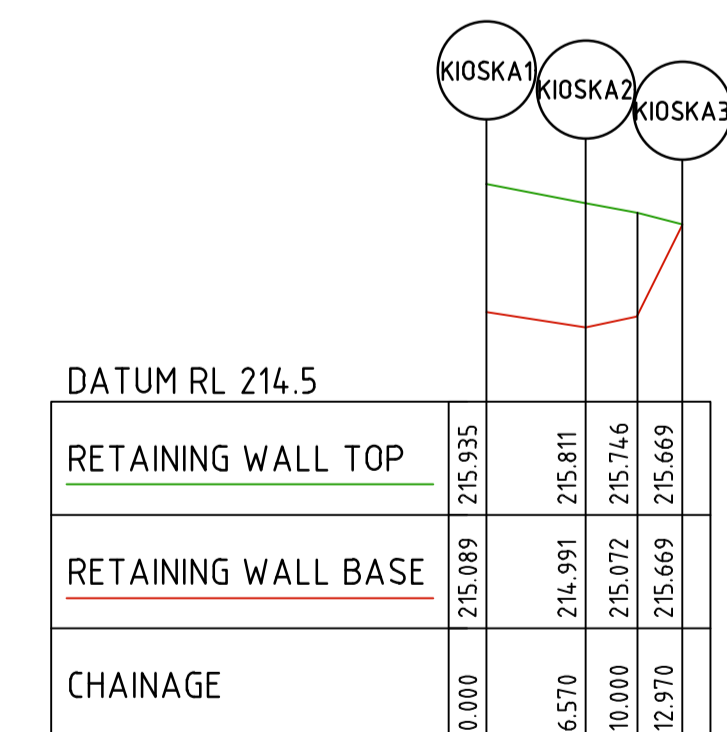 KIOSKA1
KIOSKA2
KIOSKA3
DATUM RL 214.5
RETAINING WALL TOP 215.935 215.811 215.746 215.669
RETAINING WALL BASE 215.089 214.991 215.072 215.669
CHAINAGE 0.000 6.570 10.000 12.970